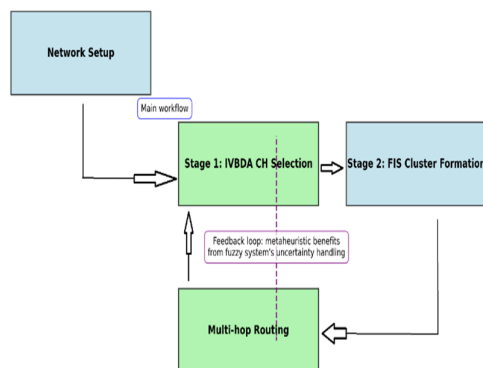 Network Setup
Main workflow
Stage 1: IVBDA CH Selection
Stage 2: FIS Cluster Formation
Feedback loop: metaheuristic benefits
from fuzzy system's uncertainty handling
Multi-hop Routing